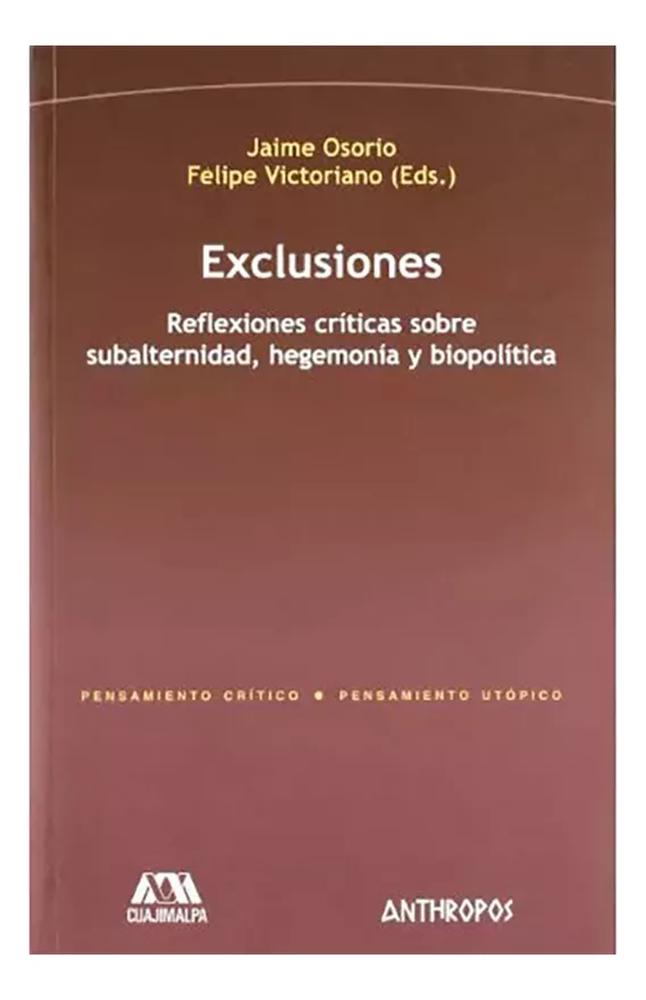 Jaime Osorio
Felipe Victoriano (Eds.)
Exclusiones
Reflexiones críticas sobre
subalternidad, hegemonía y biopolítica
PENSAMIENTO CRÍTICO • PENSAMIENTO UTÓPICO
CUAJIMALPA
ANTHROPOS